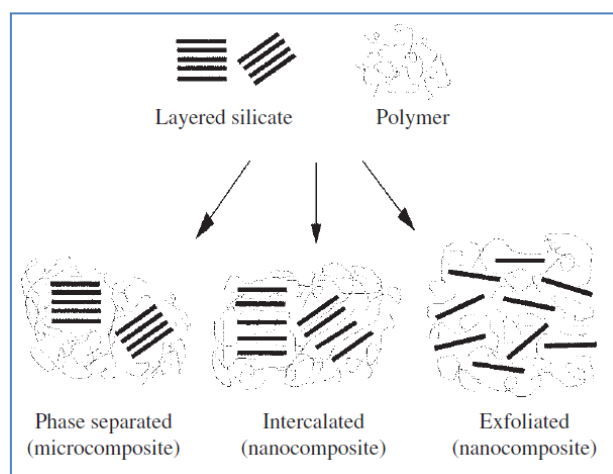 Layered silicate
Polymer
Phase separated
(microcomposite)
Intercalated
(nanocomposite)
Exfoliated
(nanocomposite)